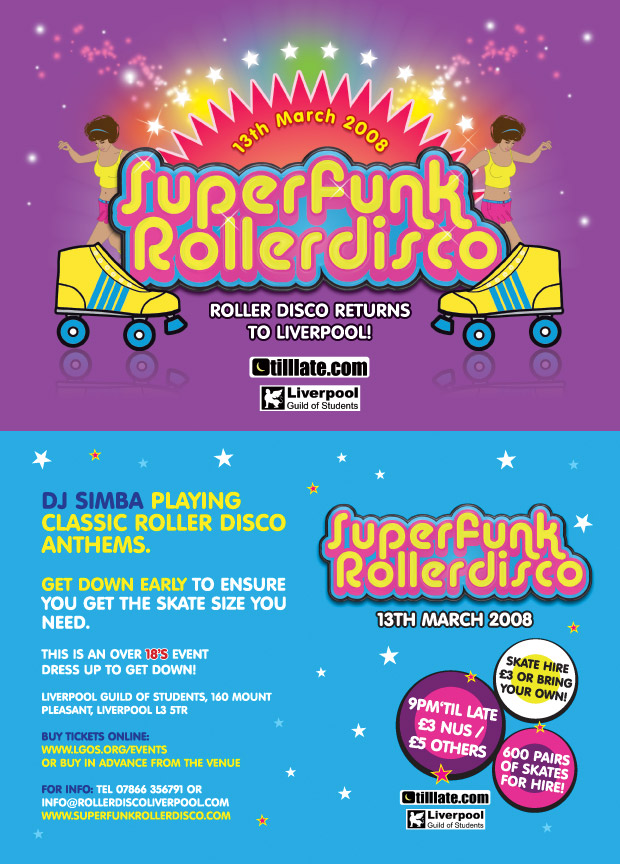 13th March 2008
SuperFunk
Rollerdisco
ROLLER DISCO RETURNS
TO LIVERPOOL!
tilllate.com
Liverpool
Guild of Students
DJ SIMBA PLAYING
CLASSIC ROLLER DISCO
ANTHEMS.
GET DOWN EARLY TO ENSURE
YOU GET THE SKATE SIZE YOU
NEED.
THIS IS AN OVER 18'S EVENT
DRESS UP TO GET DOWN!
LIVERPOOL GUILD OF STUDENTS, 160 MOUNT
PLEASANT, LIVERPOOL L3 5TR
BUY TICKETS ONLINE:
WWW.LGOS.ORG/EVENTS
OR BUY IN ADVANCE FROM THE VENUE
FOR INFO: TEL 07866 356791 OR
INFO@ROLLERDISCOLIVERPOOL.COM
WWW.SUPERFUNKROLLERDISCO.COM
SuperFunk
Rollerdisco
13TH MARCH 2008
SKATE HIRE
£3 OR BRING
YOUR OWN!
9PM'TIL LATE
£3 NUS /
£5 OTHERS
600 PAIRS
OF SKATES
FOR HIRE!
tilllate.com
Liverpool
Guild of Students